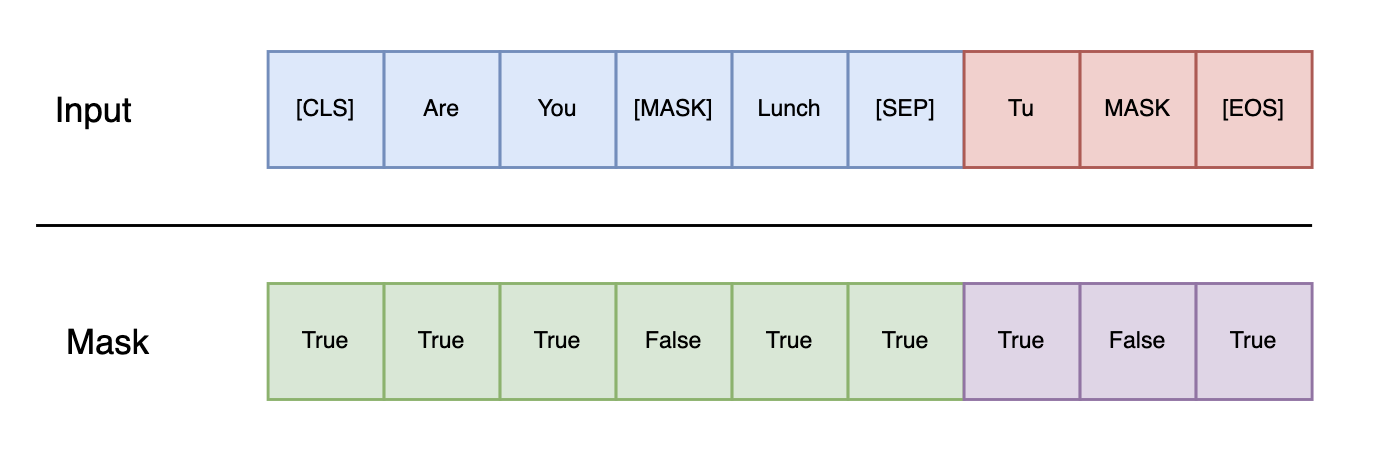 Input [CLS] Are You [MASK] Lunch [SEP] Tu MASK [EOS]
Mask True True True False True True True False True